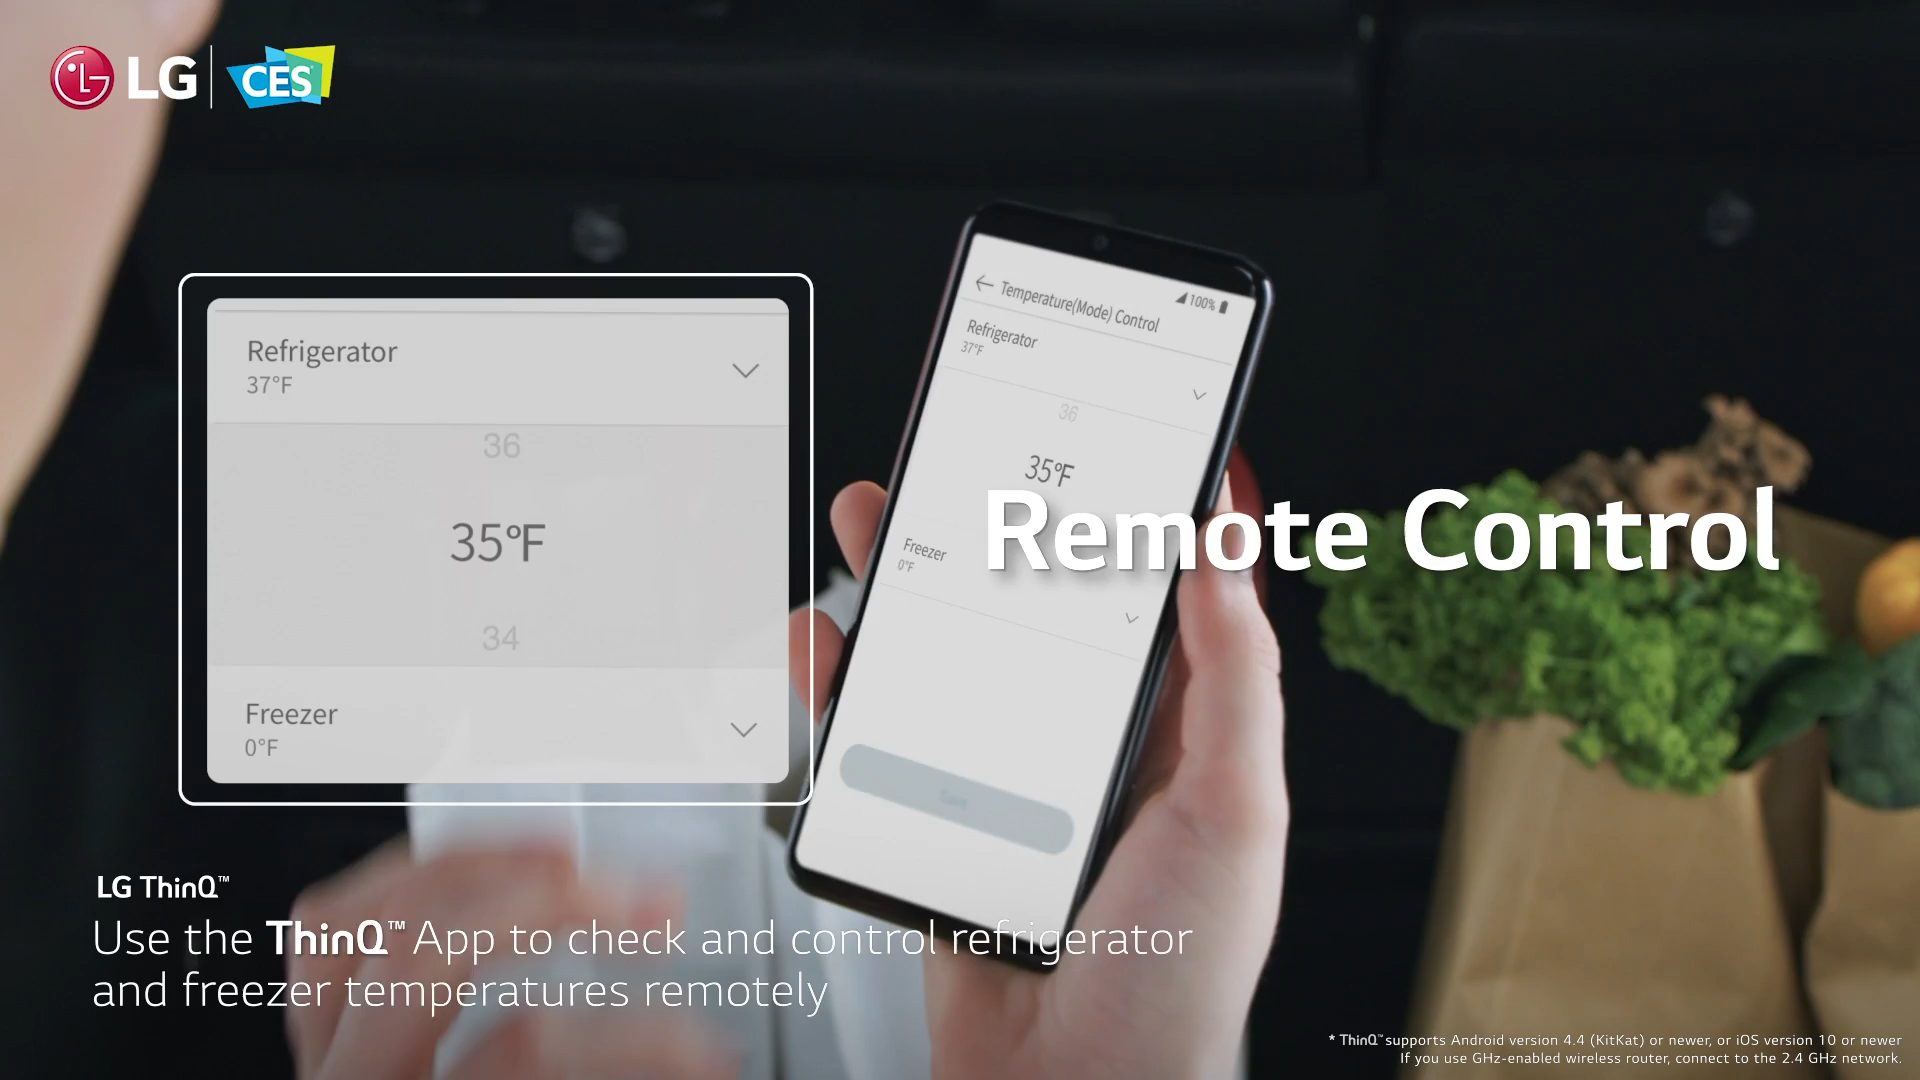 LG
CES
Refrigerator
37°F
36
35°F
34
Freezer
0°F
100%
Temperature(Mode) Control
Refrigerator
37°F
36
35°F
Freezer
0°F
Remote Control
LG ThinQ™
Use the ThinQ™ App to check and control refrigerator
and freezer temperatures remotely
* ThinQ™ supports Android version 4.4 (KitKat) or newer, or iOS version 10 or newer
If you use GHz-enabled wireless router, connect to the 2.4 GHz network.